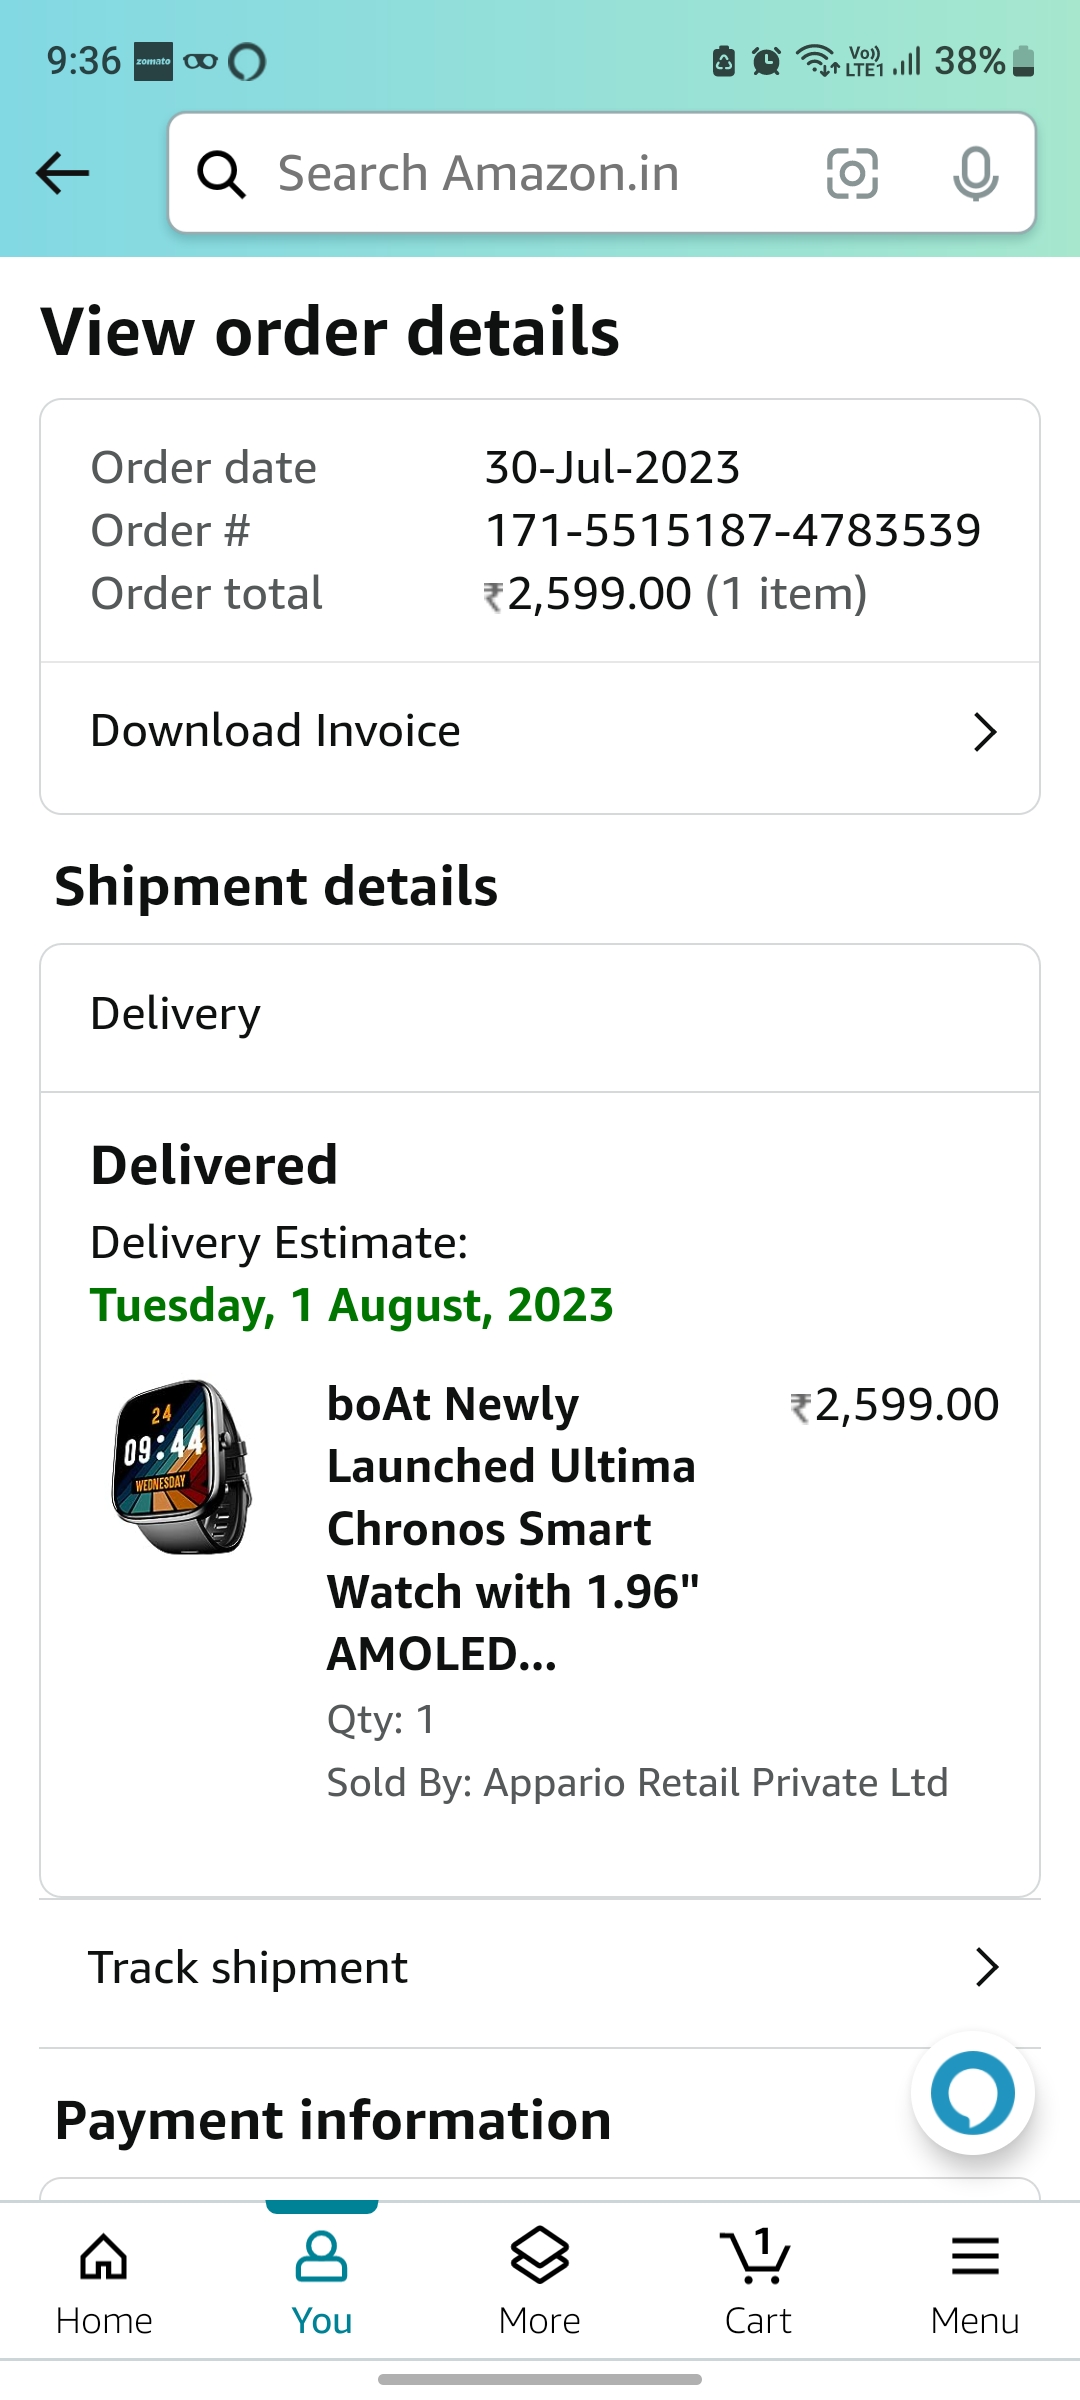 9:36 zomato Vo)) LTE1 38%
Search Amazon.in
View order details
Order date 30-Jul-2023
Order # 171-5515187-4783539
Order total ₹2,599.00 (1 item)
Download Invoice
Shipment details
Delivery
Delivered
Delivery Estimate:
Tuesday, 1 August, 2023
24
09:44
WEDNESDAY
boAt Newly ₹2,599.00
Launched Ultima
Chronos Smart
Watch with 1.96"
AMOLED...
Qty: 1
Sold By: Appario Retail Private Ltd
Track shipment
Payment information
1
Home You More Cart Menu